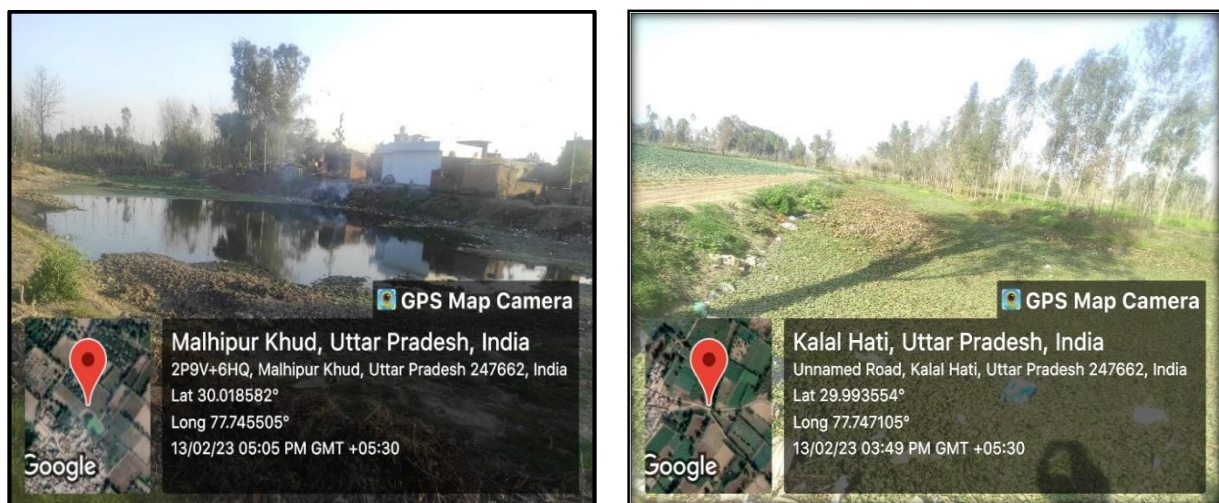 GPS Map Camera
Malhipur Khud, Uttar Pradesh, India
2P9V+6HQ, Malhipur Khud, Uttar Pradesh 247662, India
Lat 30.018582°
Long 77.745505°
13/02/23 05:05 PM GMT +05:30
Google
GPS Map Camera
Kalal Hati, Uttar Pradesh, India
Unnamed Road, Kalal Hati, Uttar Pradesh 247662, India
Lat 29.993554°
Long 77.747105°
13/02/23 03:49 PM GMT +05:30
Google